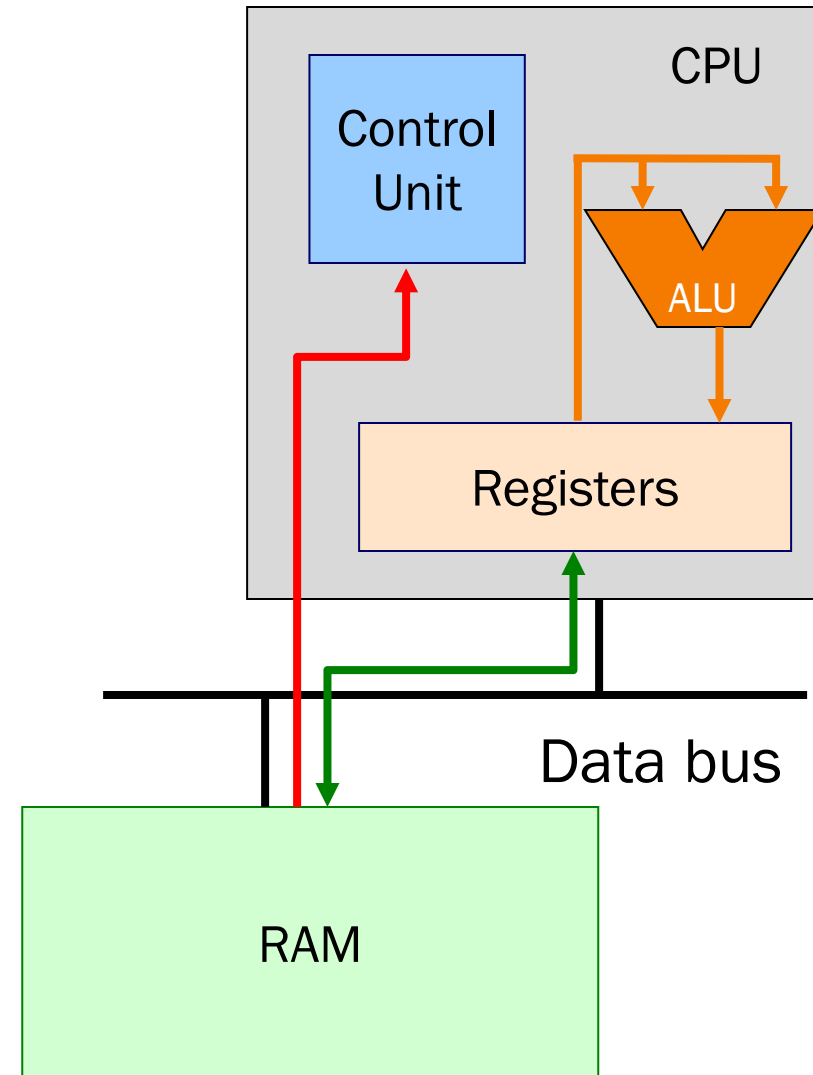 CPU
Control
Unit
ALU
Registers
Data bus
RAM